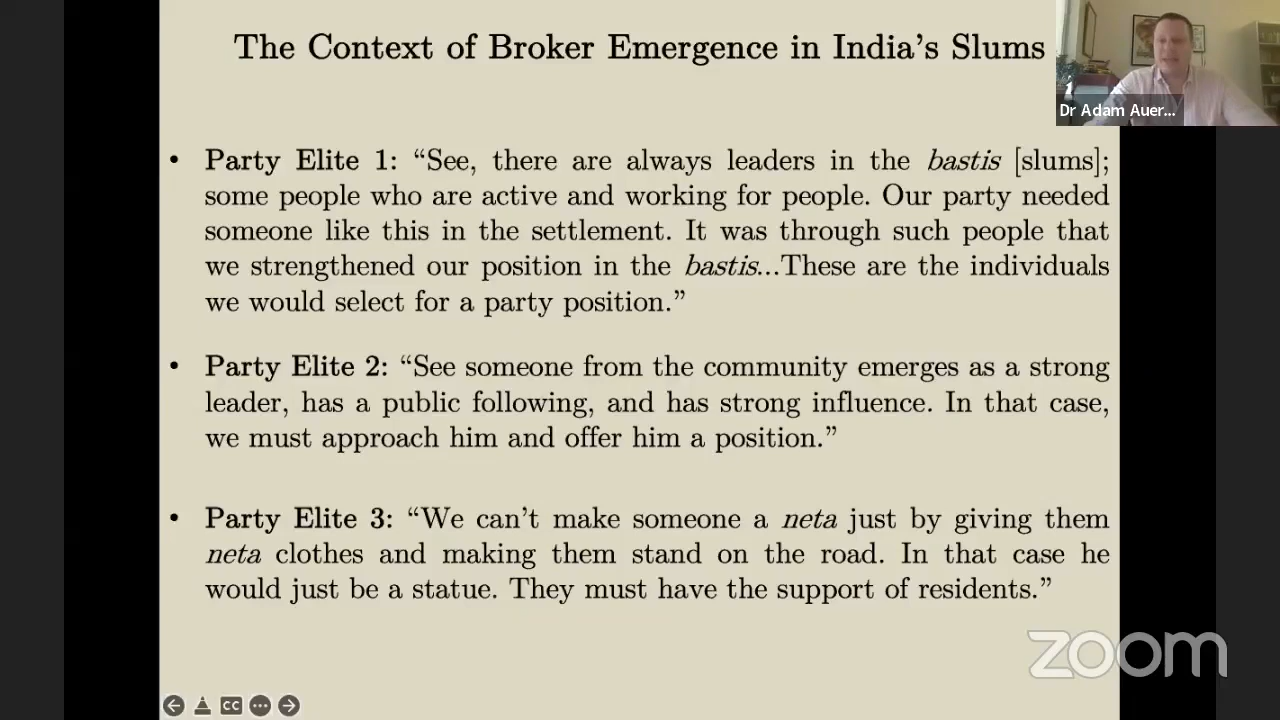 The Context of Broker Emergence in India's Slums
Dr Adam Auer...
• Party Elite 1: “See, there are always leaders in the bastis [slums];
some people who are active and working for people. Our party needed
someone like this in the settlement. It was through such people that
we strengthened our position in the bastis...These are the individuals
we would select for a party position.”
• Party Elite 2: “See someone from the community emerges as a strong
leader, has a public following, and has strong influence. In that case,
we must approach him and offer him a position.”
• Party Elite 3: “We can’t make someone a neta just by giving them
neta clothes and making them stand on the road. In that case he
would just be a statue. They must have the support of residents.”
zoom
CC